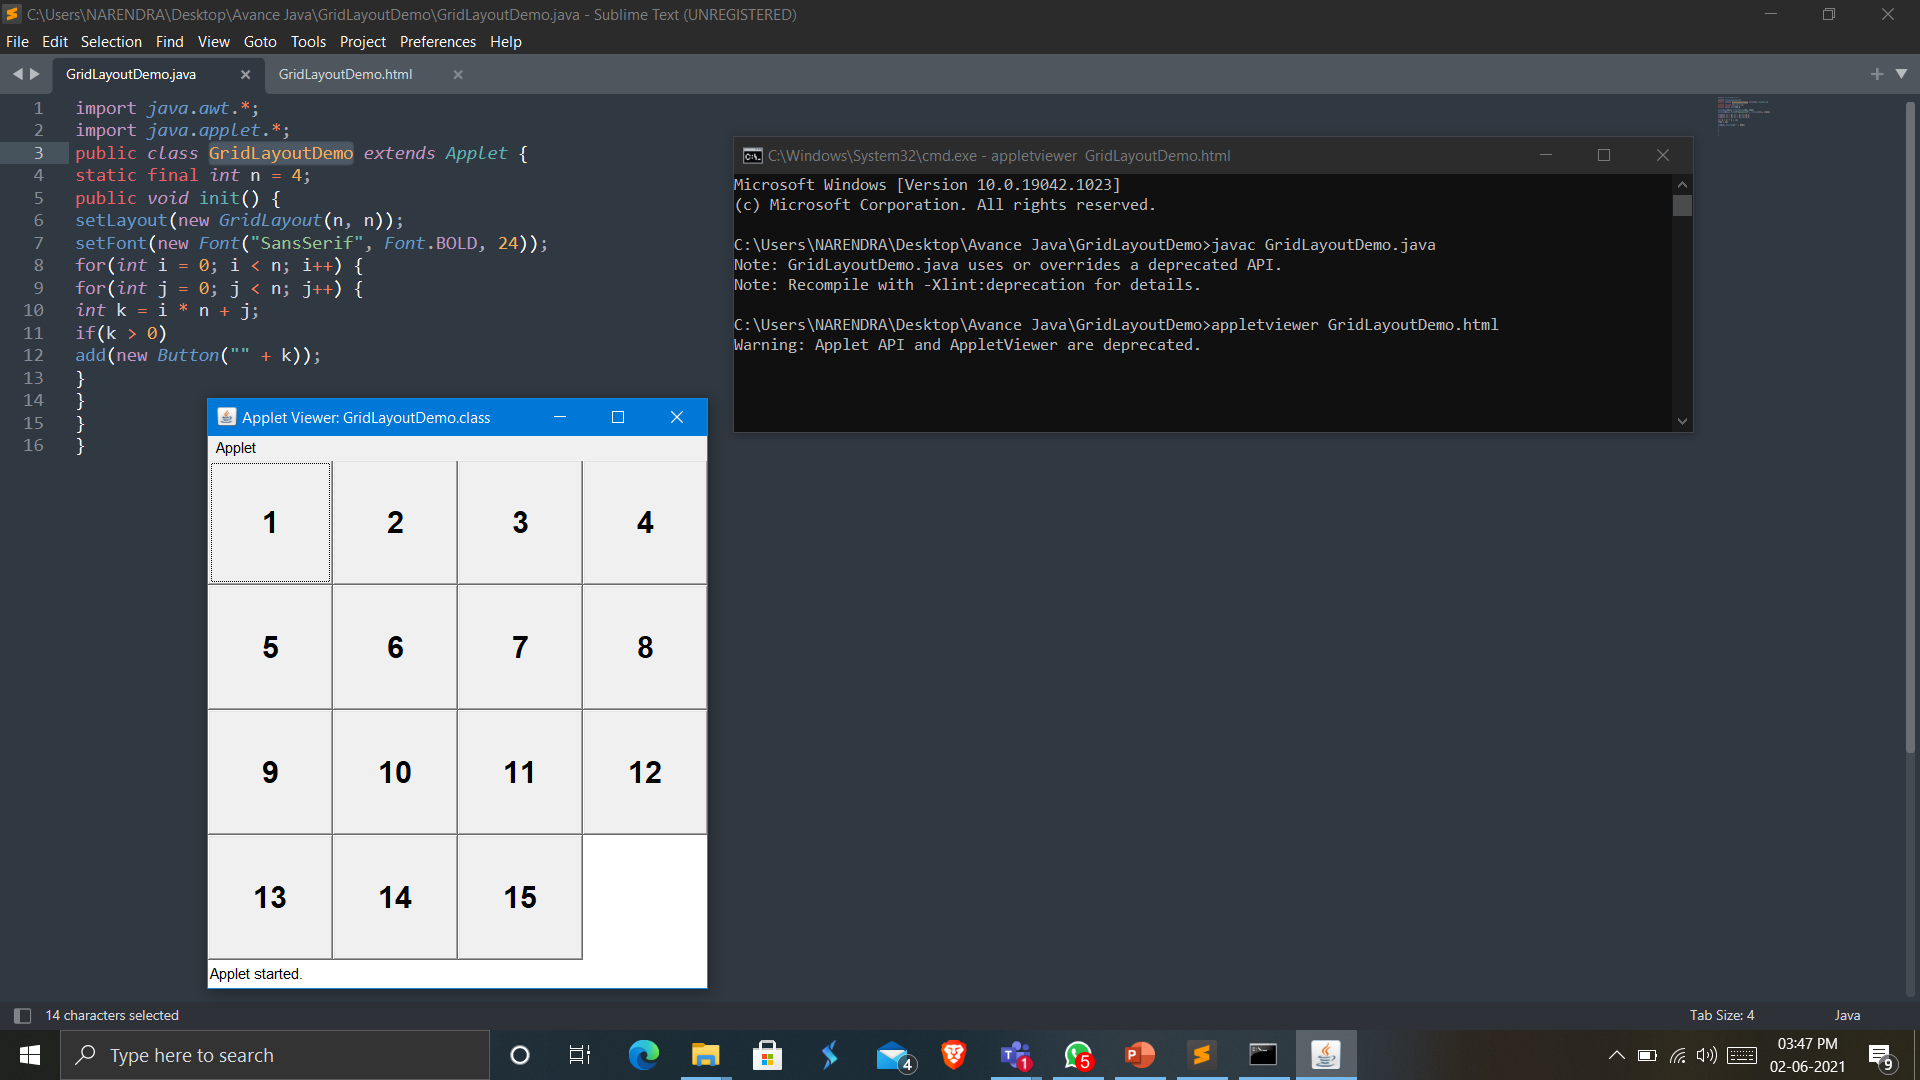 C:\Users\NARENDRA\Desktop\Avance Java\GridLayoutDemo\GridLayoutDemo.java - Sublime Text (UNREGISTERED)
File Edit Selection Find View Goto Tools Project Preferences Help
GridLayoutDemo.java GridLayoutDemo.html
1 import java.awt.*;
2 import java.applet.*;
3 public class GridLayoutDemo extends Applet {
4 static final int n = 4;
5 public void init() {
6 setLayout(new GridLayout(n, n));
7 setFont(new Font("SansSerif", Font.BOLD, 24));
8 for(int i = 0; i < n; i++) {
9 for(int j = 0; j < n; j++) {
10 int k = i * n + j;
11 if(k > 0)
12 add(new Button("" + k));
13 }
14 }
15 }
16 }
C:\Windows\System32\cmd.exe - appletviewer GridLayoutDemo.html
Microsoft Windows [Version 10.0.19042.1023]
(c) Microsoft Corporation. All rights reserved.
C:\Users\NARENDRA\Desktop\Avance Java\GridLayoutDemo>javac GridLayoutDemo.java
Note: GridLayoutDemo.java uses or overrides a deprecated API.
Note: Recompile with -Xlint:deprecation for details.
C:\Users\NARENDRA\Desktop\Avance Java\GridLayoutDemo>appletviewer GridLayoutDemo.html
Warning: Applet API and AppletViewer are deprecated.
Applet Viewer: GridLayoutDemo.class
Applet
1 2 3 4
5 6 7 8
9 10 11 12
13 14 15
Applet started.
14 characters selected
Tab Size: 4
Java
Type here to search
4
1
5
03:47 PM
02-06-2021
9